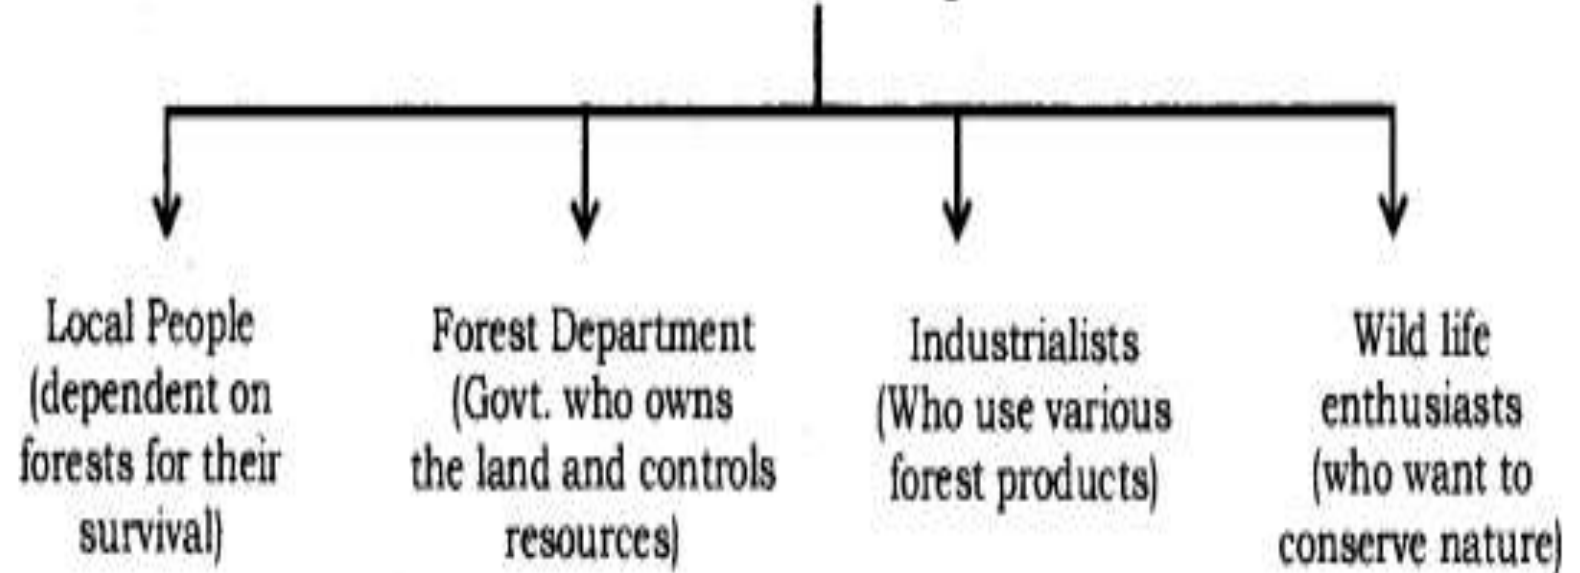 Local People
(dependent on
forests for their
survival)
Forest Department
(Govt. who owns
the land and controls
resources)
Industrialists
(Who use various
forest products)
Wild life
enthusiasts
(who want to
conserve nature)